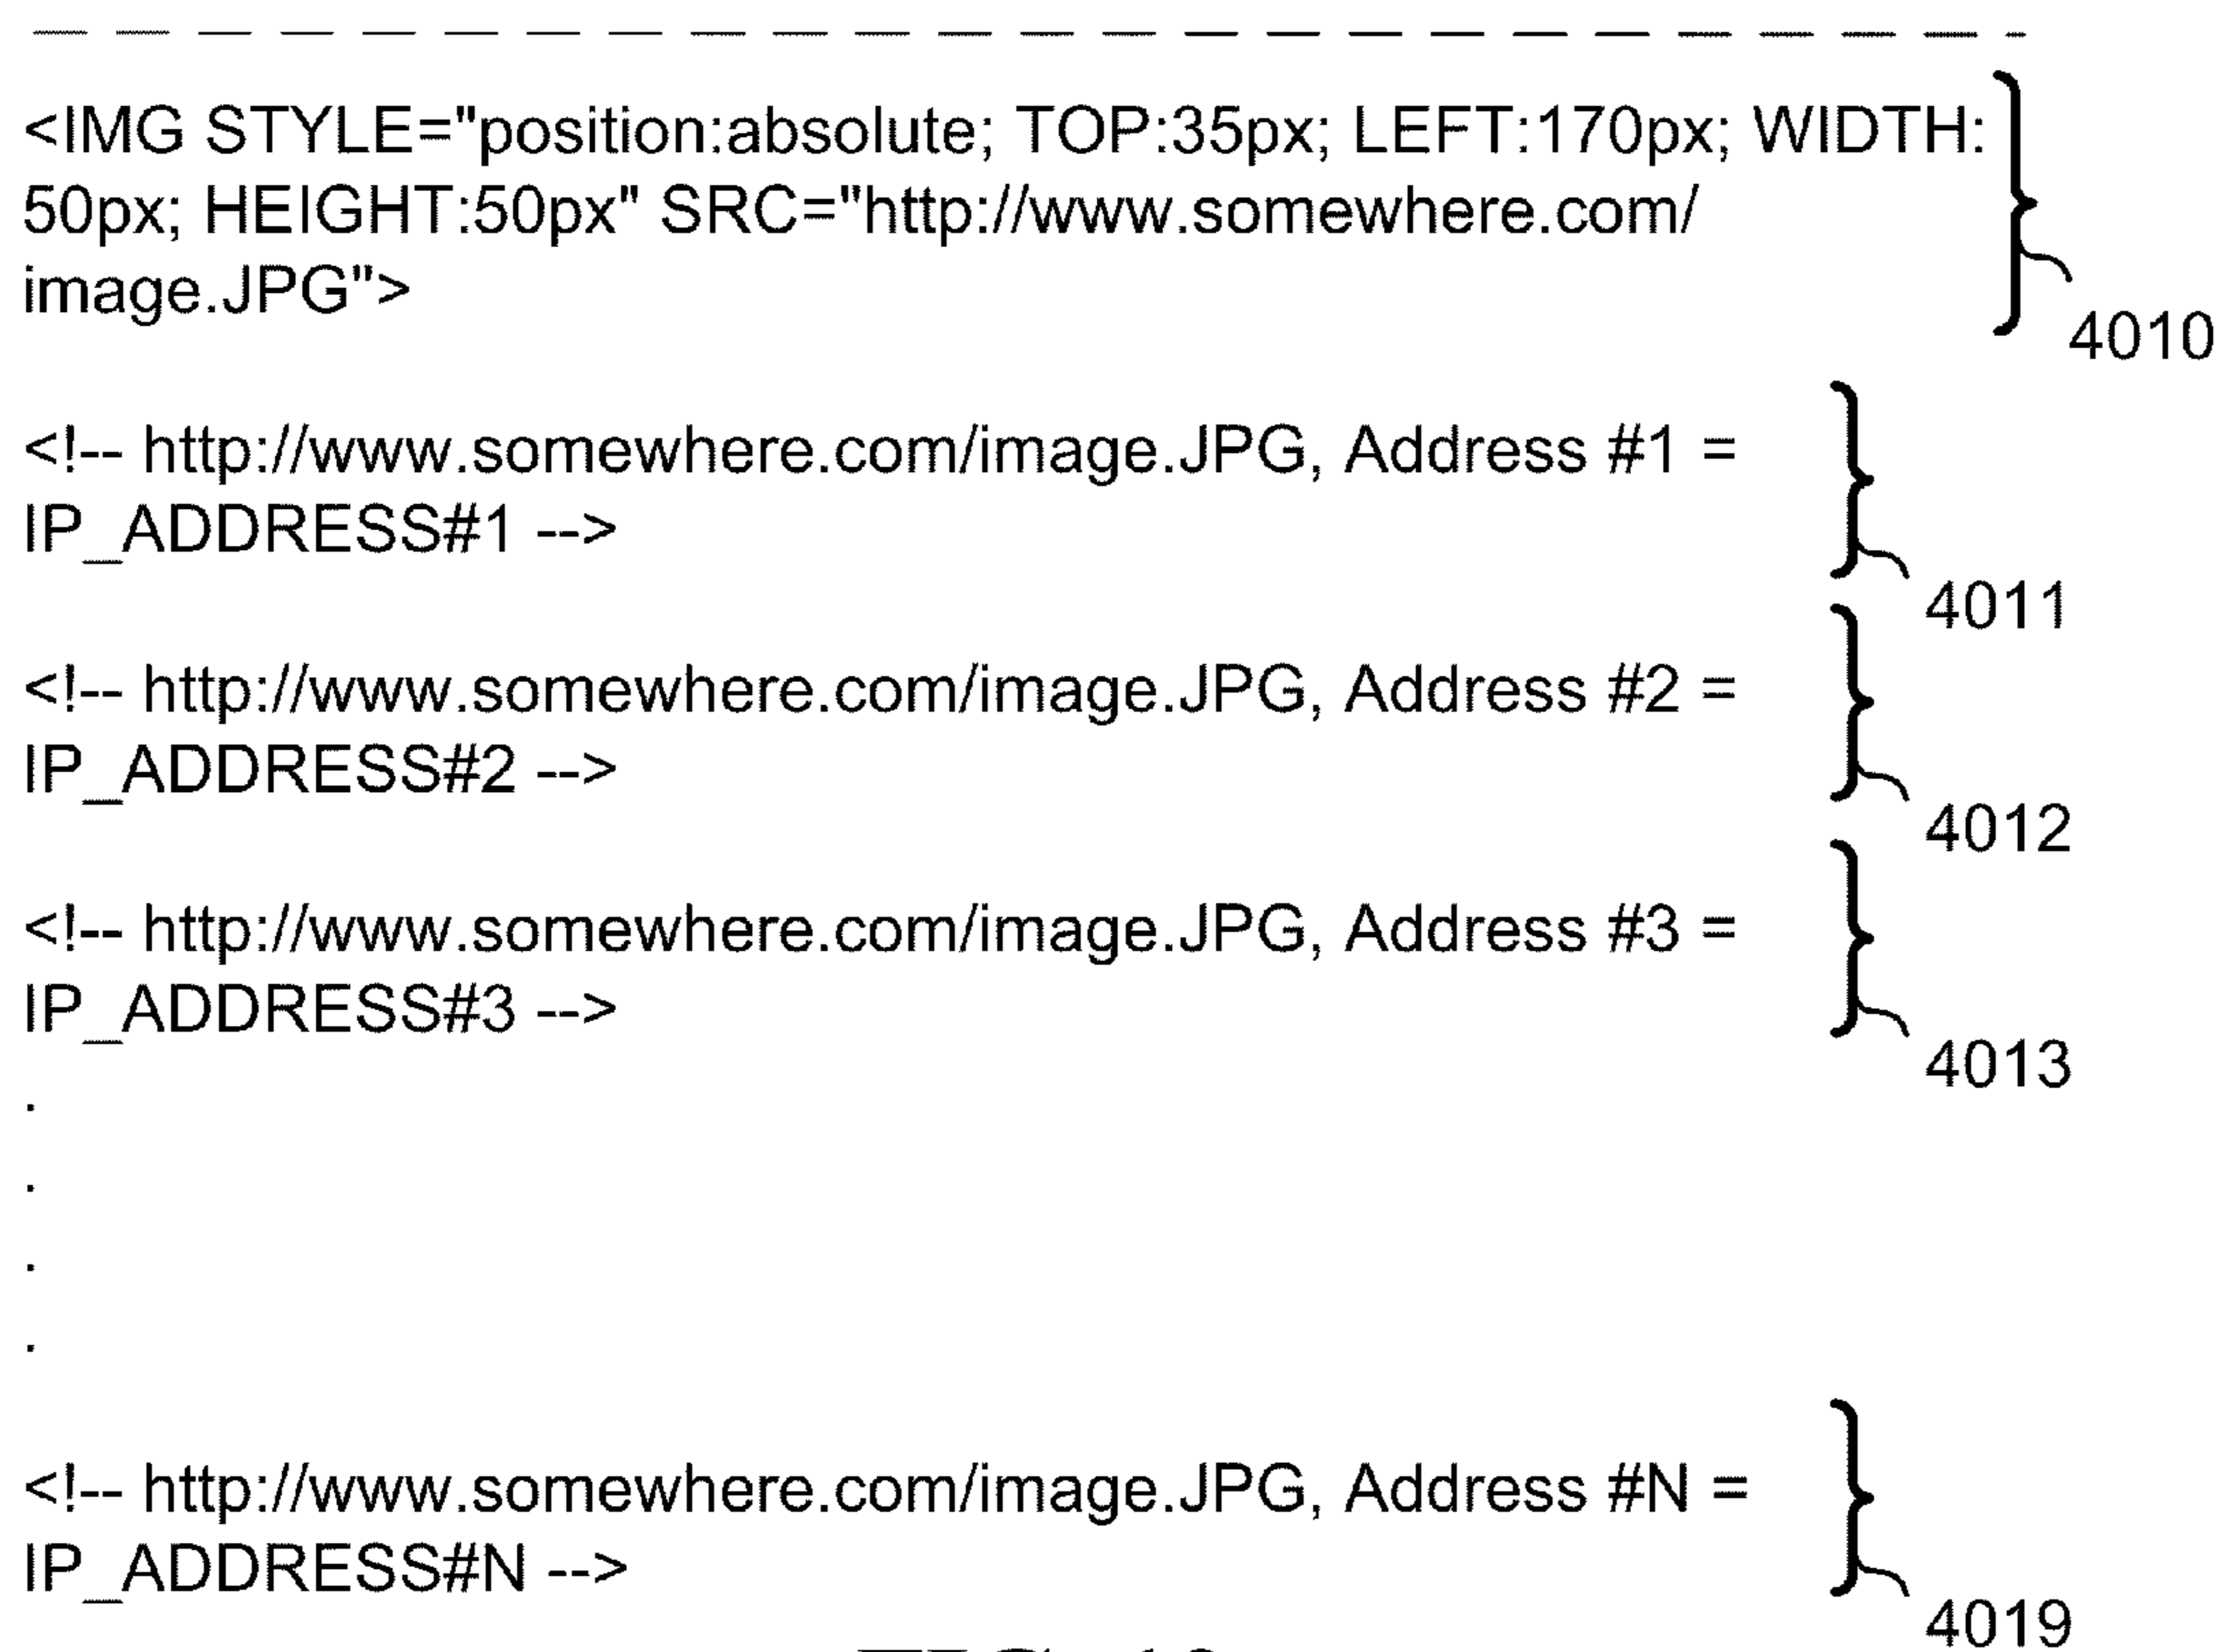 <IMG STYLE="position:absolute; TOP:35px; LEFT:170px; WIDTH:
50px; HEIGHT:50px" SRC="http://www.somewhere.com/
image.JPG">
4010
<!-- http://www.somewhere.com/image.JPG, Address #1 =
IP_ADDRESS#1 -->
4011
<!-- http://www.somewhere.com/image.JPG, Address #2 =
IP_ADDRESS#2 -->
4012
<!-- http://www.somewhere.com/image.JPG, Address #3 =
IP_ADDRESS#3 -->
4013
.
.
.
.
<!-- http://www.somewhere.com/image.JPG, Address #N =
IP_ADDRESS#N -->
4019